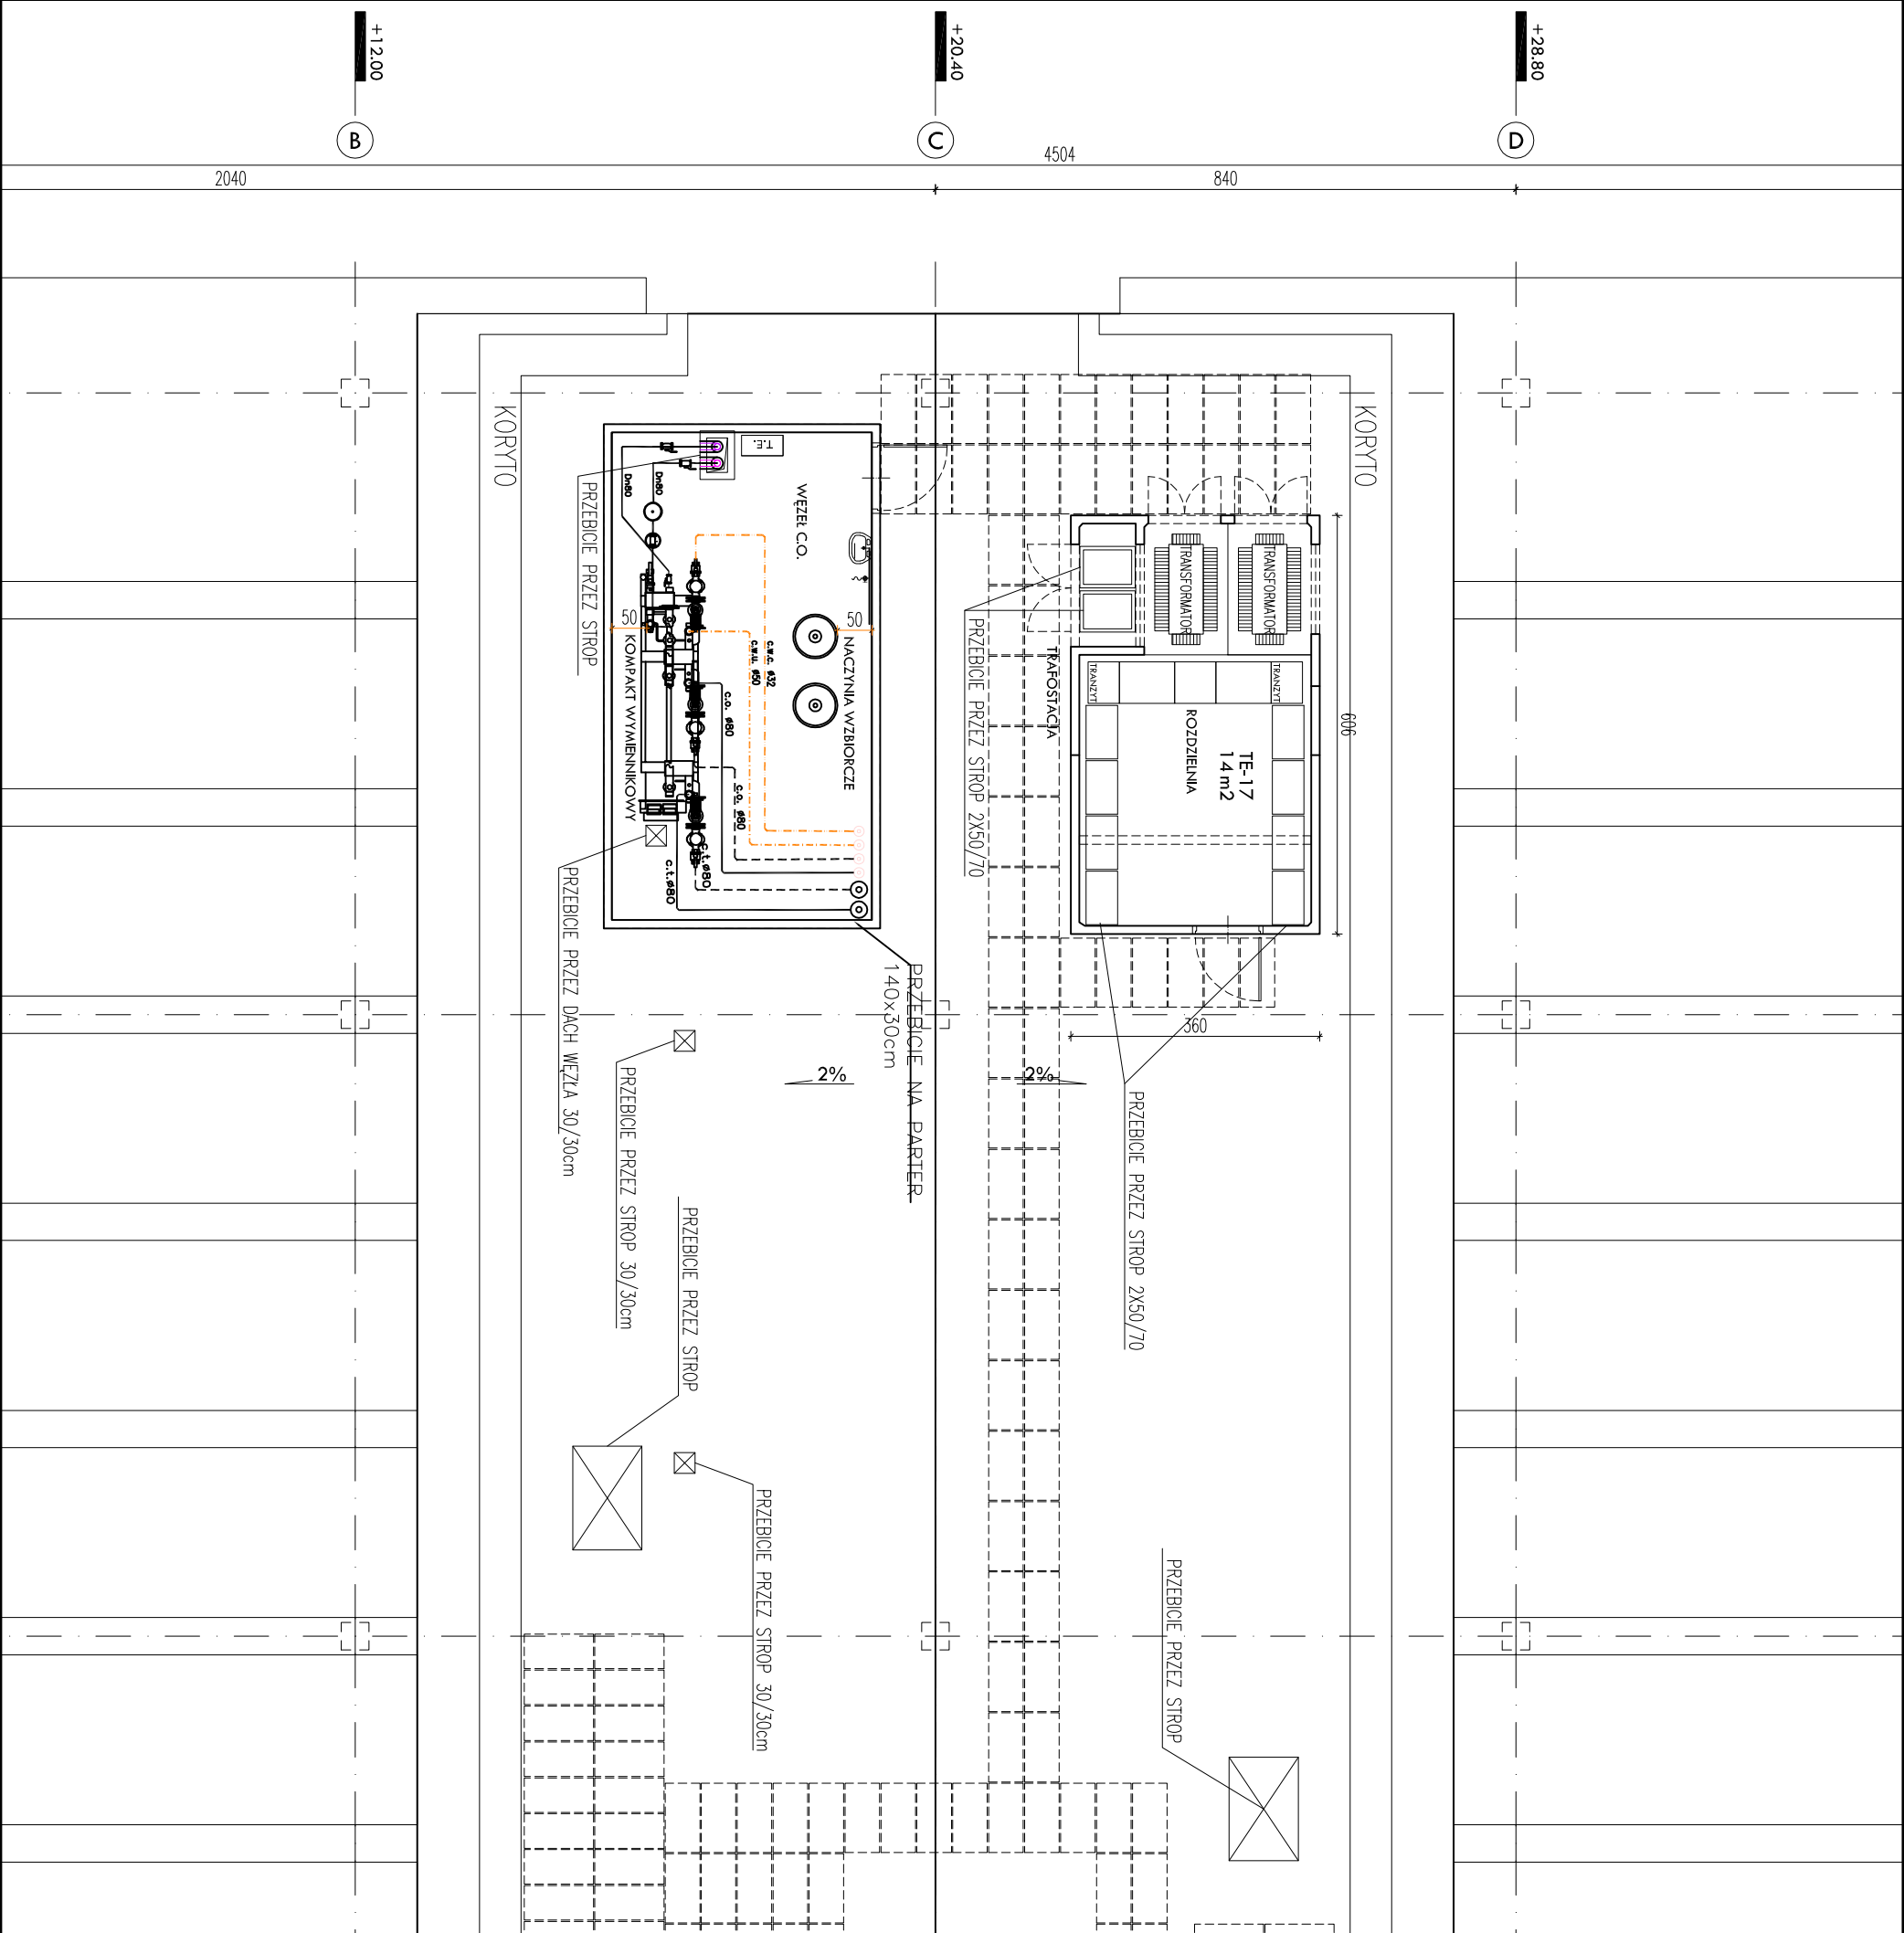 +12.00
+20.40
+28.80
B
C
D
4504
2040
840
KORYTO
KORYTO
T.E.
WĘZEŁ C.O.
Dn80
Dn80
PRZEBICIE PRZEZ STROP
50
50
KOMPAKT WYMIENNIKOWY
NACZYNIA WZBIORCZE
c.w.c. ø32
c.w.u. ø50
c.o. ø80
c.o. ø80
c.t.ø80
c.t.ø80
TRANSFORMATOR
TRANSFORMATOR
TRAFOSTACJA
TRANZYT
TRANZYT
ROZDZIELNIA
TE-17
14 m2
606
360
PRZEBICIE PRZEZ STROP 2X50/70
PRZEBICIE PRZEZ DACH WĘZŁA 30/30cm
PRZEBICIE NA PARTER
140x30cm
2%
2%
PRZEBICIE PRZEZ STROP 30/30cm
PRZEBICIE PRZEZ STROP 2X50/70
PRZEBICIE PRZEZ STROP
PRZEBICIE PRZEZ STROP 30/30cm
PRZEBICIE PRZEZ STROP